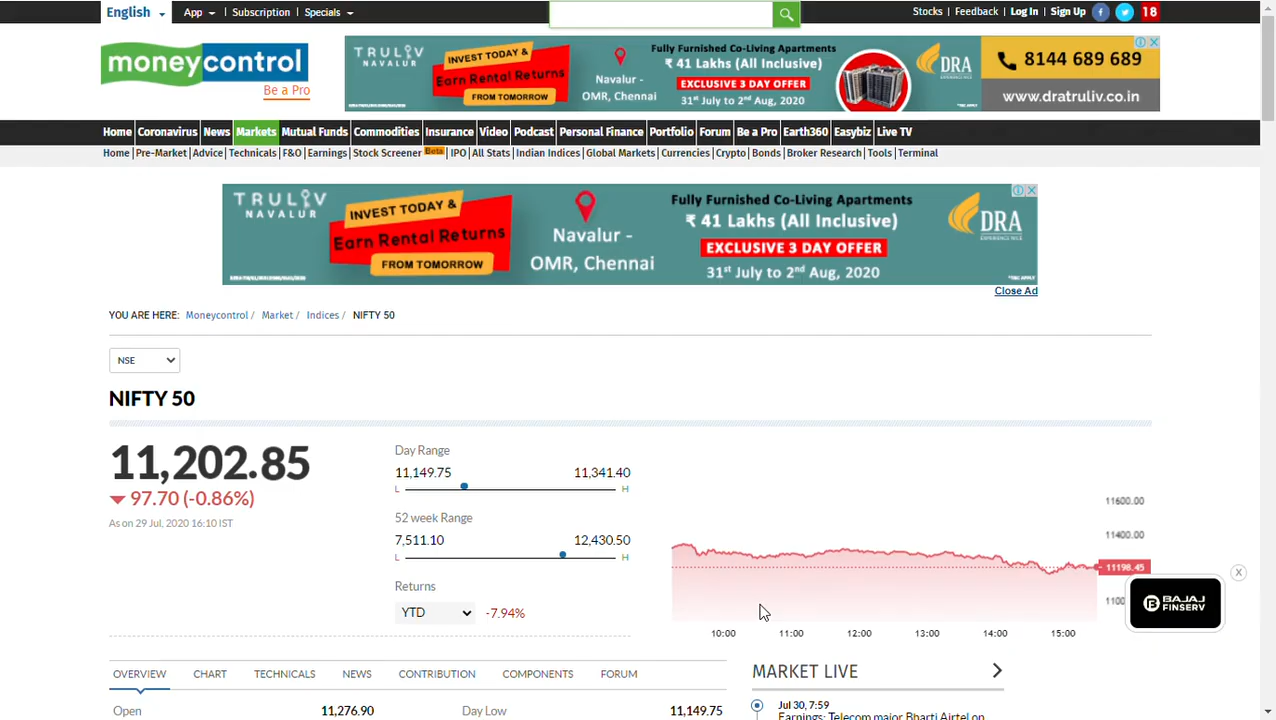 English
App | Subscription | Specials
Stocks | Feedback | Log In | Sign Up
18
moneycontrol
Be a Pro
TRULIV
NAVALUR
INVEST TODAY &
Earn Rental Returns
FROM TOMORROW
Navalur -
OMR, Chennai
Fully Furnished Co-Living Apartments
₹ 41 Lakhs (All Inclusive)
EXCLUSIVE 3 DAY OFFER
31st July to 2nd Aug, 2020
DRA
8144 689 689
www.dratruliv.co.in
Home | Coronavirus | News | Markets | Mutual Funds | Commodities | Insurance | Video | Podcast | Personal Finance | Portfolio | Forum | Be a Pro | Earth360 | Easybiz | Live TV
Home | Pre-Market | Advice | Technicals | F&O | Earnings | Stock Screener Beta | IPO | All Stats | Indian Indices | Global Markets | Currencies | Crypto | Bonds | Broker Research | Tools | Terminal
TRULIV
NAVALUR
INVEST TODAY &
Earn Rental Returns
FROM TOMORROW
Navalur -
OMR, Chennai
Fully Furnished Co-Living Apartments
₹ 41 Lakhs (All Inclusive)
EXCLUSIVE 3 DAY OFFER
31st July to 2nd Aug, 2020
DRA
Close Ad
YOU ARE HERE: Moneycontrol / Market / Indices / NIFTY 50
NSE
NIFTY 50
11,202.85
97.70 (-0.86%)
As on 29 Jul, 2020 16:10 IST
Day Range
11,149.75 11,341.40
L H
52 week Range
7,511.10 12,430.50
L H
Returns
YTD -7.94%
11600.00
11400.00
11198.45
10:00 11:00 12:00 13:00 14:00 15:00
X
BAJAJ
FINSERV
OVERVIEW CHART TECHNICALS NEWS CONTRIBUTION COMPONENTS FORUM
Open 11,276.90 Day Low 11,149.75
MARKET LIVE
Jul 30, 7:59
Earnings: Telecom major Bharti Airtel on